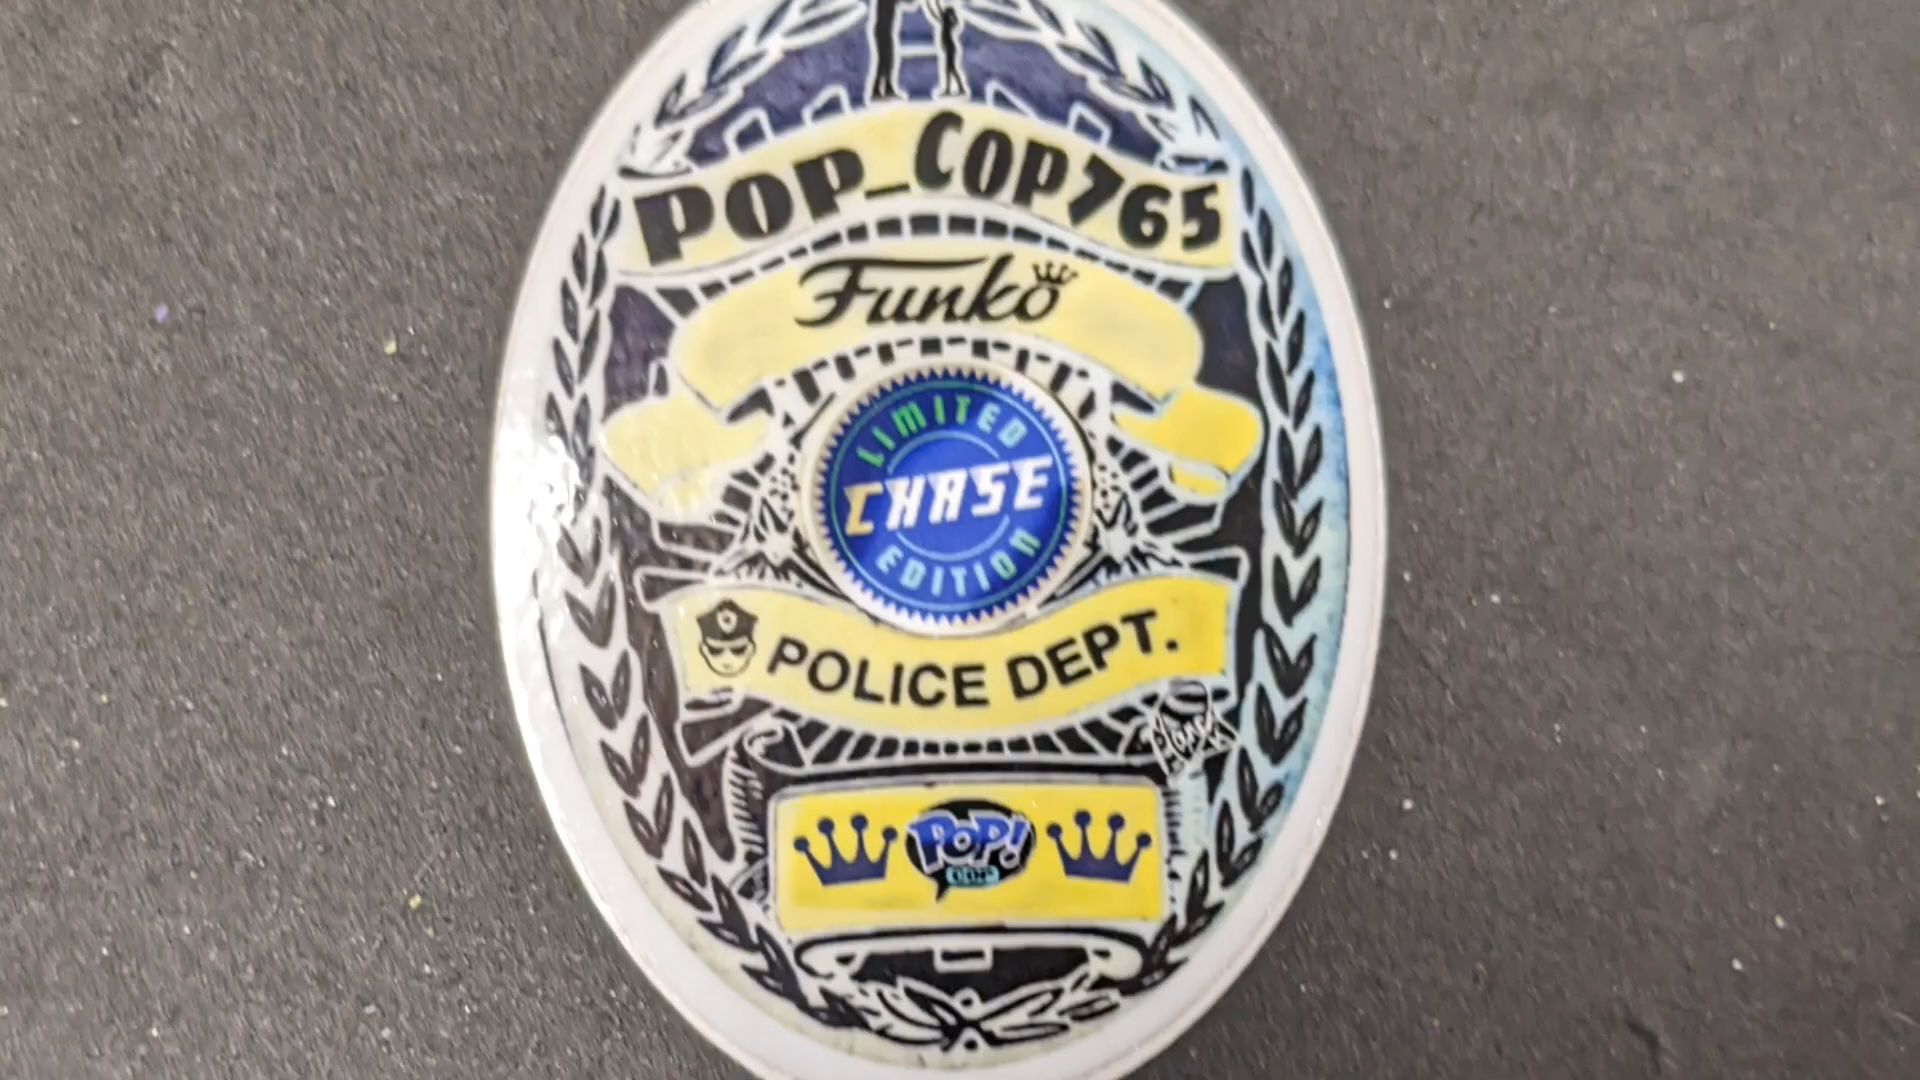 POP_COP765
Funko
LIMITED
CHASE
EDITION
POLICE DEPT.
POP!